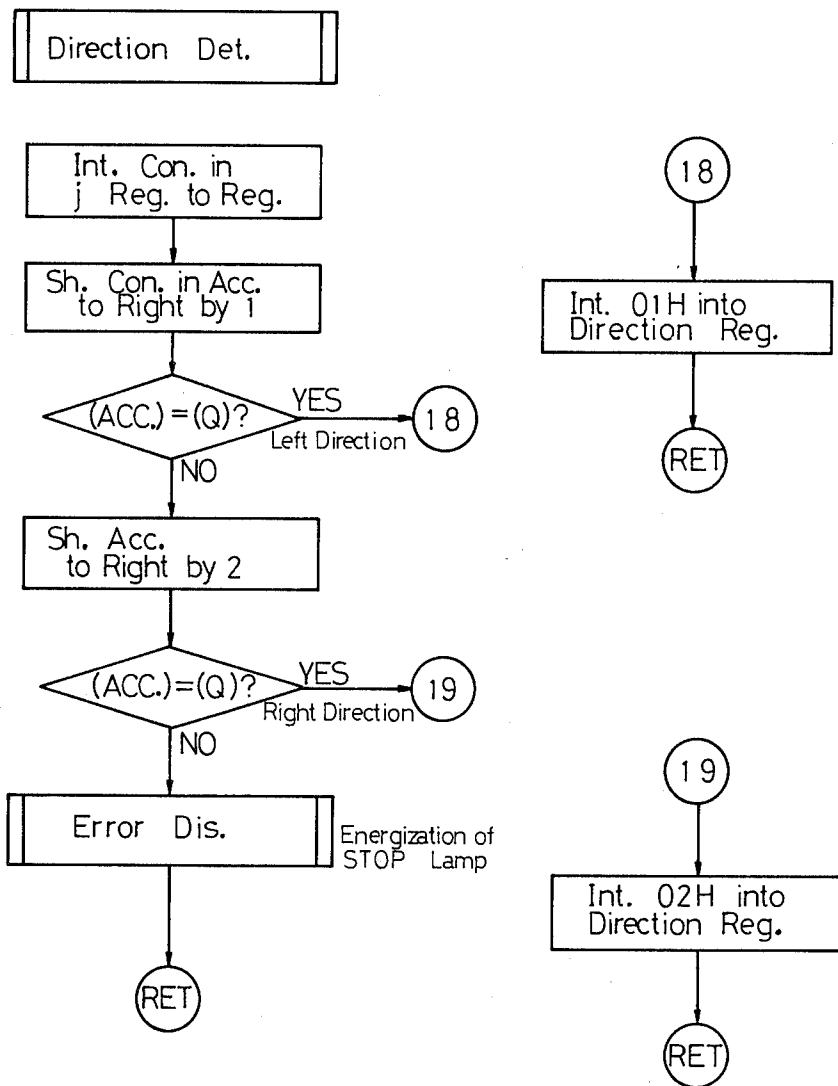 Direction Det.
Int. Con. in
j Reg. to Reg.
Sh. Con. in Acc.
to Right by 1
(ACC.)=(Q)?
YES
Left Direction
18
NO
Sh. Acc.
to Right by 2
(ACC.)=(Q)?
YES
Right Direction
19
NO
Error Dis.
Energization of
STOP Lamp
RET
18
Int. 01H into
Direction Reg.
RET
19
Int. 02H into
Direction Reg.
RET